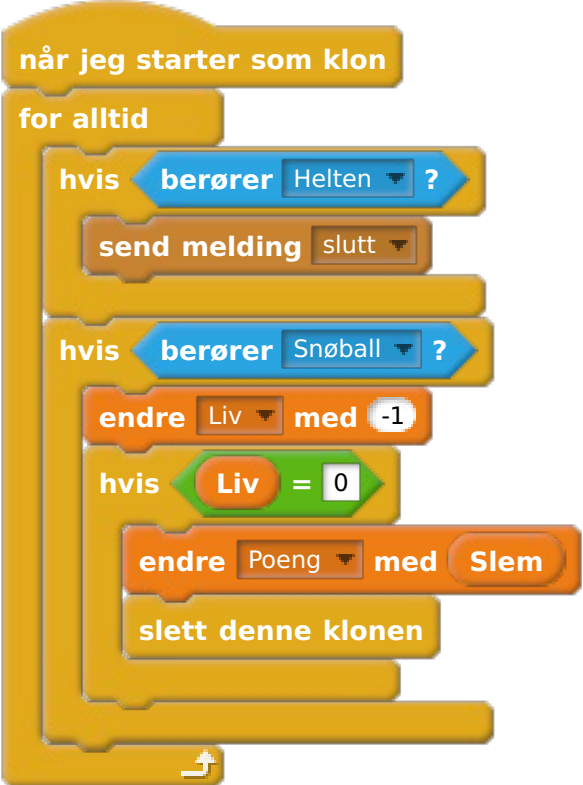 når jeg starter som klon
for alltid
hvis berører Helten ?
send melding slutt
hvis berører Snøball ?
endre Liv med -1
hvis Liv = 0
endre Poeng med Slem
slett denne klonen